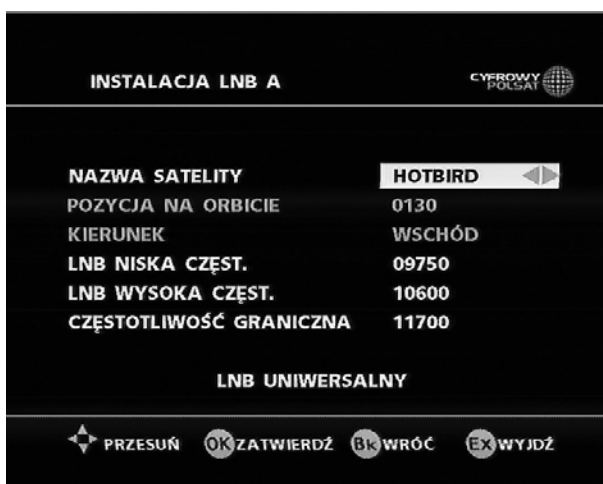 INSTALACJA LNB A CYFROWY POLSAT
NAZWA SATELITY HOTBIRD
POZYCJA NA ORBICIE 0130
KIERUNEK WSCHÓD
LNB NISKA CZĘST. 09750
LNB WYSOKA CZĘST. 10600
CZĘSTOTLIWOŚĆ GRANICZNA 11700
LNB UNIWERSALNY
PRZESUŃ OK ZATWIERDŹ Bk WRÓĆ Ex WYJDŹ